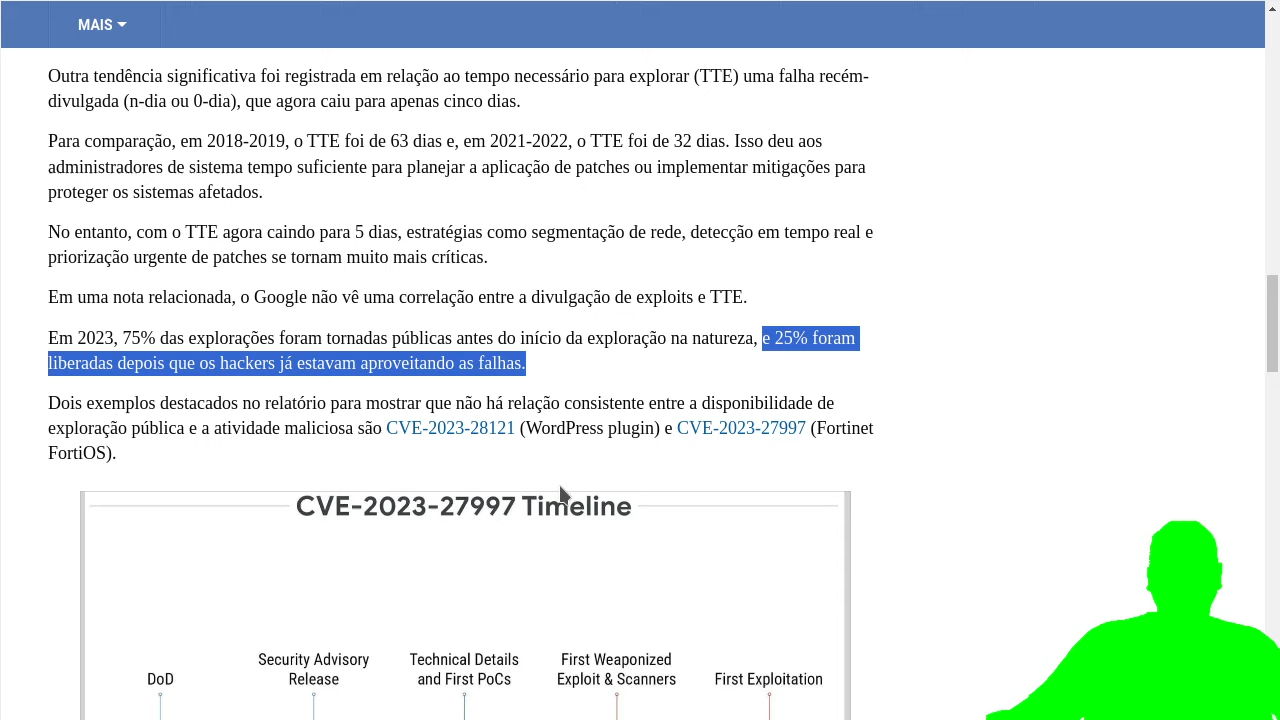 MAIS
Outra tendência significativa foi registrada em relação ao tempo necessário para explorar (TTE) uma falha recém-
divulgada (n-dia ou 0-dia), que agora caiu para apenas cinco dias.
Para comparação, em 2018-2019, o TTE foi de 63 dias e, em 2021-2022, o TTE foi de 32 dias. Isso deu aos
administradores de sistema tempo suficiente para planejar a aplicação de patches ou implementar mitigações para
proteger os sistemas afetados.
No entanto, com o TTE agora caindo para 5 dias, estratégias como segmentação de rede, detecção em tempo real e
priorização urgente de patches se tornam muito mais críticas.
Em uma nota relacionada, o Google não vê uma correlação entre a divulgação de exploits e TTE.
Em 2023, 75% das explorações foram tornadas públicas antes do início da exploração na natureza, e 25% foram
liberadas depois que os hackers já estavam aproveitando as falhas.
Dois exemplos destacados no relatório para mostrar que não há relação consistente entre a disponibilidade de
exploração pública e a atividade maliciosa são CVE-2023-28121 (WordPress plugin) e CVE-2023-27997 (Fortinet
FortiOS).
CVE-2023-27997 Timeline
DoD
Security Advisory
Release
Technical Details
and First PoCs
First Weaponized
Exploit & Scanners
First Exploitation